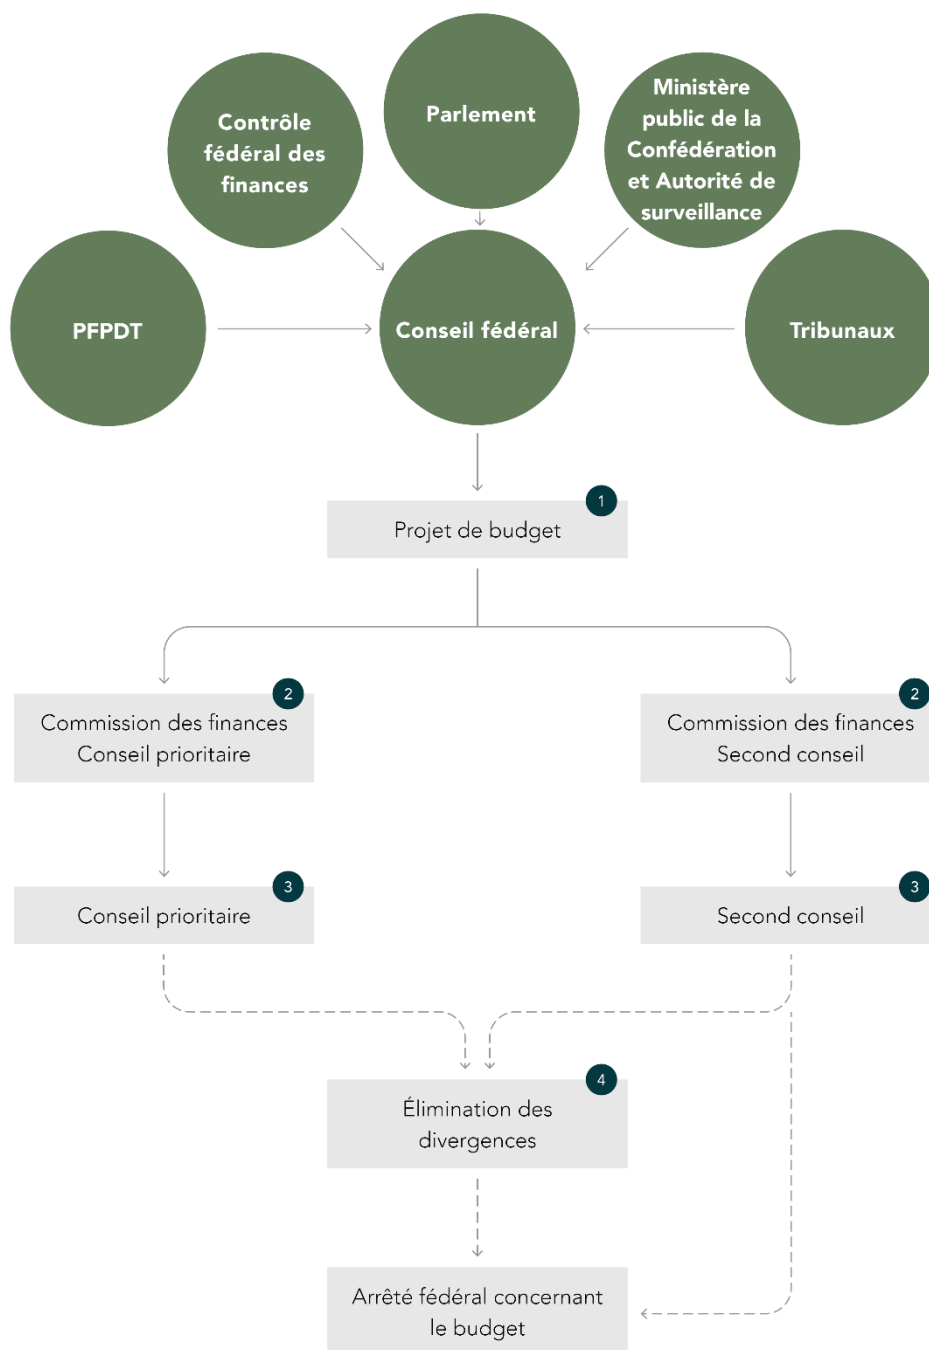 Parlement
Contrôle
fédéral des
finances
Ministère
public de la
Confédération
et Autorité de
surveillance
PFPDT
Conseil fédéral
Tribunaux
1
Projet de budget
2
Commission des finances
Conseil prioritaire
2
Commission des finances
Second conseil
3
Conseil prioritaire
3
Second conseil
4
Élimination des
divergences
Arrêté fédéral concernant
le budget